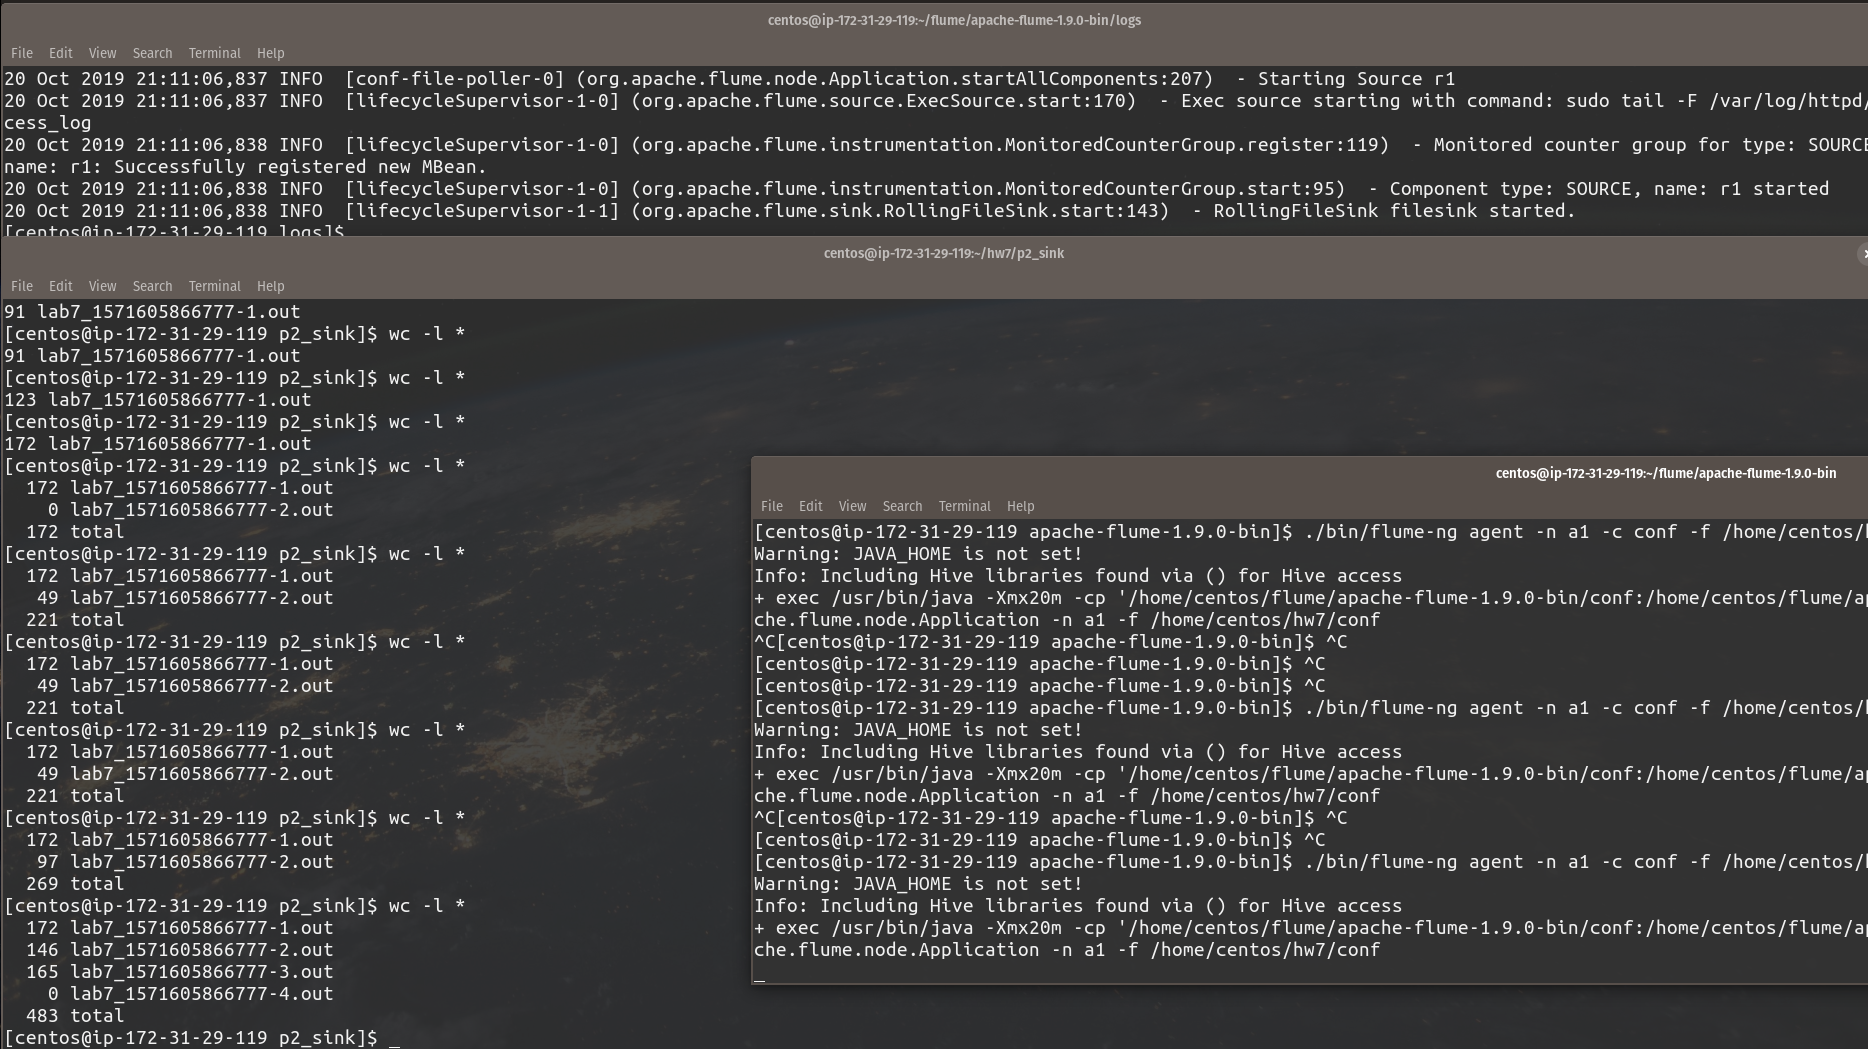 centos@ip-172-31-29-119:~/flume/apache-flume-1.9.0-bin/logs
File Edit View Search Terminal Help
20 Oct 2019 21:11:06,837 INFO  [conf-file-poller-0] (org.apache.flume.node.Application.startAllComponents:207)  - Starting Source r1
20 Oct 2019 21:11:06,837 INFO  [lifecycleSupervisor-1-0] (org.apache.flume.source.ExecSource.start:170)  - Exec source starting with command: sudo tail -F /var/log/httpd/
cess_log
20 Oct 2019 21:11:06,838 INFO  [lifecycleSupervisor-1-0] (org.apache.flume.instrumentation.MonitoredCounterGroup.register:119)  - Monitored counter group for type: SOURCE
name: r1: Successfully registered new MBean.
20 Oct 2019 21:11:06,838 INFO  [lifecycleSupervisor-1-0] (org.apache.flume.instrumentation.MonitoredCounterGroup.start:95)  - Component type: SOURCE, name: r1 started
20 Oct 2019 21:11:06,838 INFO  [lifecycleSupervisor-1-1] (org.apache.flume.sink.RollingFileSink.start:143)  - RollingFileSink filesink started.
[centos@ip-172-31-29-119 logs]$
centos@ip-172-31-29-119:~/hw7/p2_sink
File Edit View Search Terminal Help
91 lab7_1571605866777-1.out
[centos@ip-172-31-29-119 p2_sink]$ wc -l *
91 lab7_1571605866777-1.out
[centos@ip-172-31-29-119 p2_sink]$ wc -l *
123 lab7_1571605866777-1.out
[centos@ip-172-31-29-119 p2_sink]$ wc -l *
172 lab7_1571605866777-1.out
[centos@ip-172-31-29-119 p2_sink]$ wc -l *
  172 lab7_1571605866777-1.out
    0 lab7_1571605866777-2.out
  172 total
[centos@ip-172-31-29-119 p2_sink]$ wc -l *
  172 lab7_1571605866777-1.out
   49 lab7_1571605866777-2.out
  221 total
[centos@ip-172-31-29-119 p2_sink]$ wc -l *
  172 lab7_1571605866777-1.out
   49 lab7_1571605866777-2.out
  221 total
[centos@ip-172-31-29-119 p2_sink]$ wc -l *
  172 lab7_1571605866777-1.out
   49 lab7_1571605866777-2.out
  221 total
[centos@ip-172-31-29-119 p2_sink]$ wc -l *
  172 lab7_1571605866777-1.out
   97 lab7_1571605866777-2.out
  269 total
[centos@ip-172-31-29-119 p2_sink]$ wc -l *
  172 lab7_1571605866777-1.out
  146 lab7_1571605866777-2.out
  165 lab7_1571605866777-3.out
    0 lab7_1571605866777-4.out
  483 total
[centos@ip-172-31-29-119 p2_sink]$ _
centos@ip-172-31-29-119:~/flume/apache-flume-1.9.0-bin
File Edit View Search Terminal Help
[centos@ip-172-31-29-119 apache-flume-1.9.0-bin]$ ./bin/flume-ng agent -n a1 -c conf -f /home/centos/
Warning: JAVA_HOME is not set!
Info: Including Hive libraries found via () for Hive access
+ exec /usr/bin/java -Xmx20m -cp '/home/centos/flume/apache-flume-1.9.0-bin/conf:/home/centos/flume/ap
che.flume.node.Application -n a1 -f /home/centos/hw7/conf
^C[centos@ip-172-31-29-119 apache-flume-1.9.0-bin]$ ^C
[centos@ip-172-31-29-119 apache-flume-1.9.0-bin]$ ^C
[centos@ip-172-31-29-119 apache-flume-1.9.0-bin]$ ^C
[centos@ip-172-31-29-119 apache-flume-1.9.0-bin]$ ./bin/flume-ng agent -n a1 -c conf -f /home/centos/
Warning: JAVA_HOME is not set!
Info: Including Hive libraries found via () for Hive access
+ exec /usr/bin/java -Xmx20m -cp '/home/centos/flume/apache-flume-1.9.0-bin/conf:/home/centos/flume/ap
che.flume.node.Application -n a1 -f /home/centos/hw7/conf
^C[centos@ip-172-31-29-119 apache-flume-1.9.0-bin]$ ^C
[centos@ip-172-31-29-119 apache-flume-1.9.0-bin]$ ^C
[centos@ip-172-31-29-119 apache-flume-1.9.0-bin]$ ./bin/flume-ng agent -n a1 -c conf -f /home/centos/
Warning: JAVA_HOME is not set!
Info: Including Hive libraries found via () for Hive access
+ exec /usr/bin/java -Xmx20m -cp '/home/centos/flume/apache-flume-1.9.0-bin/conf:/home/centos/flume/ap
che.flume.node.Application -n a1 -f /home/centos/hw7/conf
_